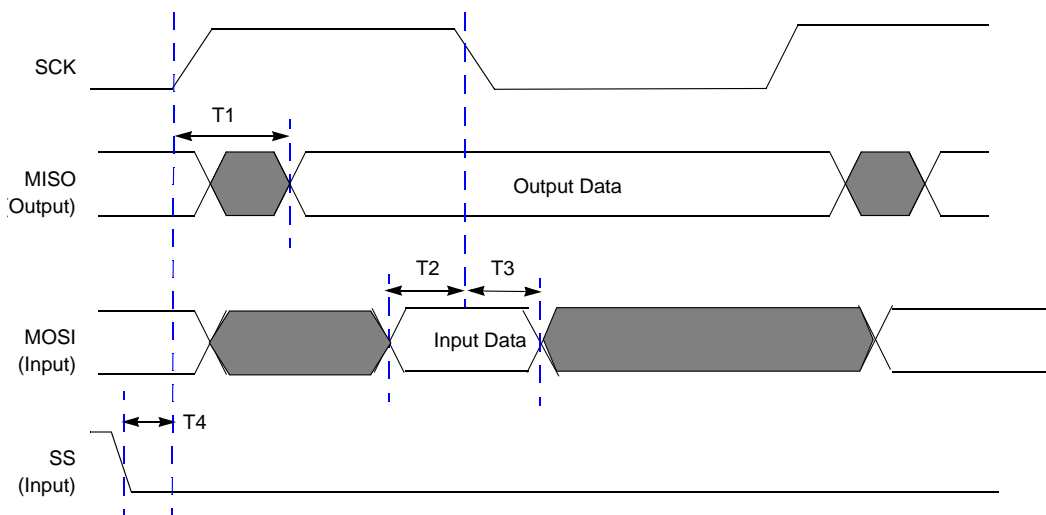 SCK
T1
MISO
(Output)
Output Data
T2
T3
MOSI
(Input)
Input Data
T4
SS
(Input)